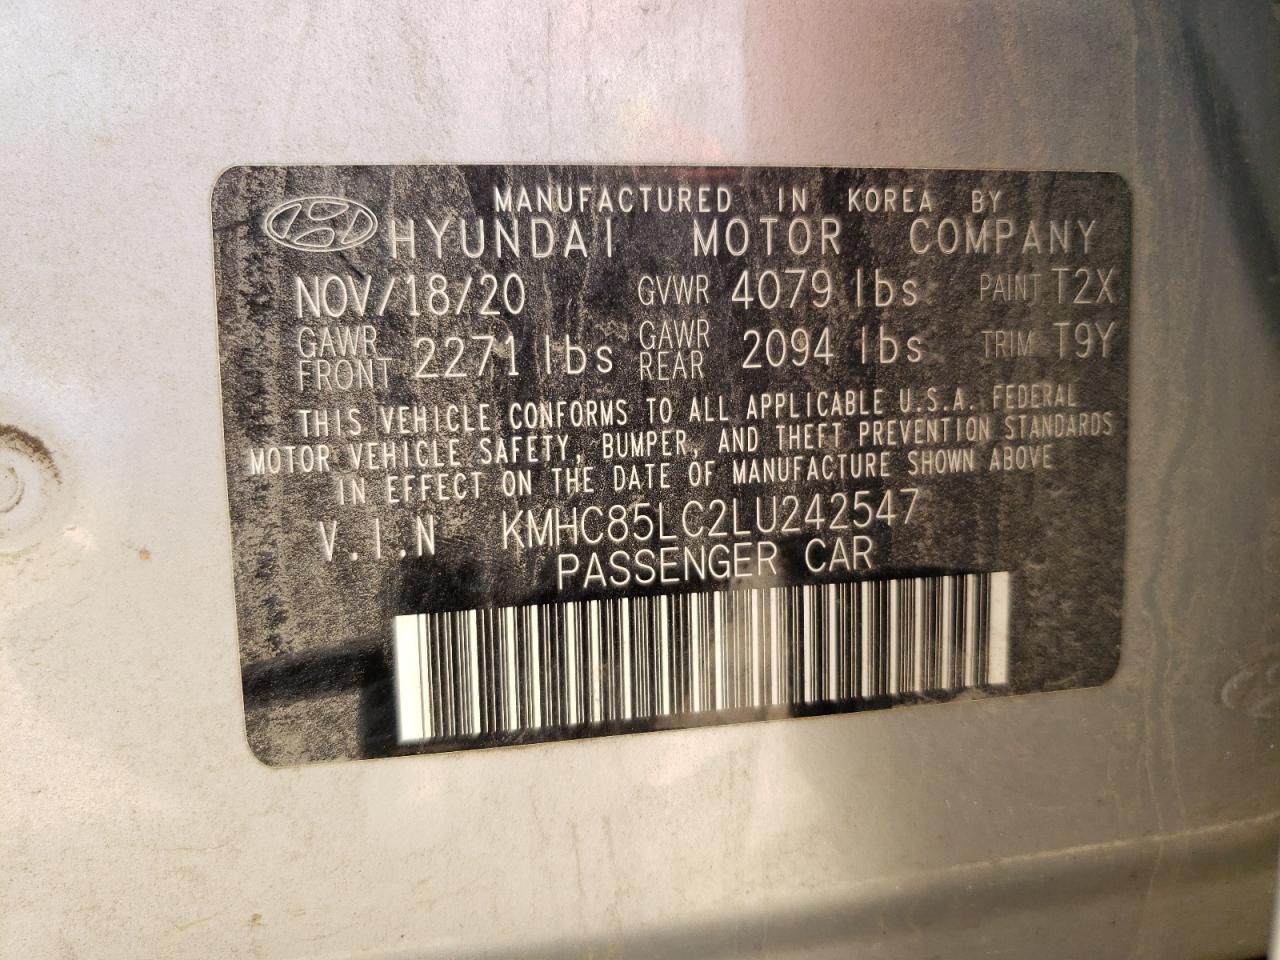 MANUFACTURED IN KOREA BY
HYUNDAI MOTOR COMPANY
NOV/18/20 GVWR 4079 lbs PAINT T2X
GAWR FRONT 2271 lbs GAWR REAR 2094 lbs TRIM T9Y
THIS VEHICLE CONFORMS TO ALL APPLICABLE U.S.A. FEDERAL
MOTOR VEHICLE SAFETY, BUMPER, AND THEFT PREVENTION STANDARDS
IN EFFECT ON THE DATE OF MANUFACTURE SHOWN ABOVE
V.I.N KMHC85LC2LU242547
PASSENGER CAR